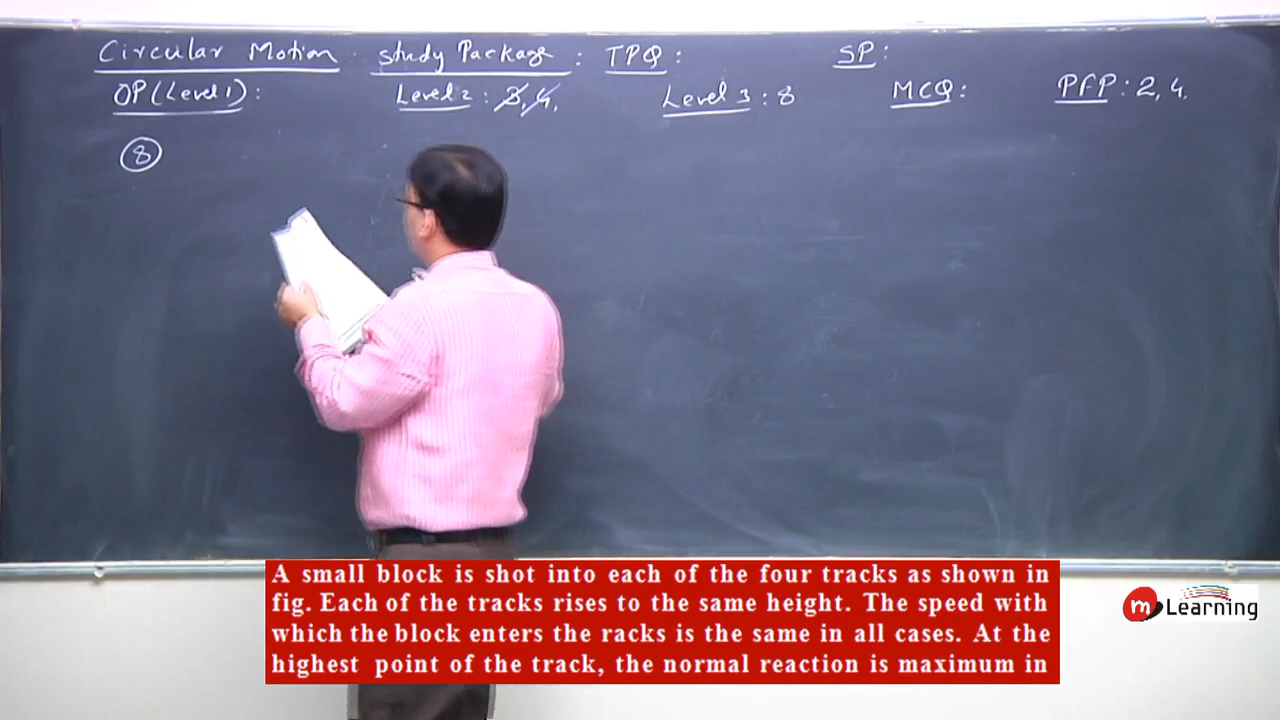 Circular Motion study Package : TPQ : SP :
OP (Level 1) : Level 2 : 3, 4, Level 3 : 8 MCQ : PFP : 2, 4.
8
A small block is shot into each of the four tracks as shown in
fig. Each of the tracks rises to the same height. The speed with
which the block enters the racks is the same in all cases. At the
highest point of the track, the normal reaction is maximum in
m Learning